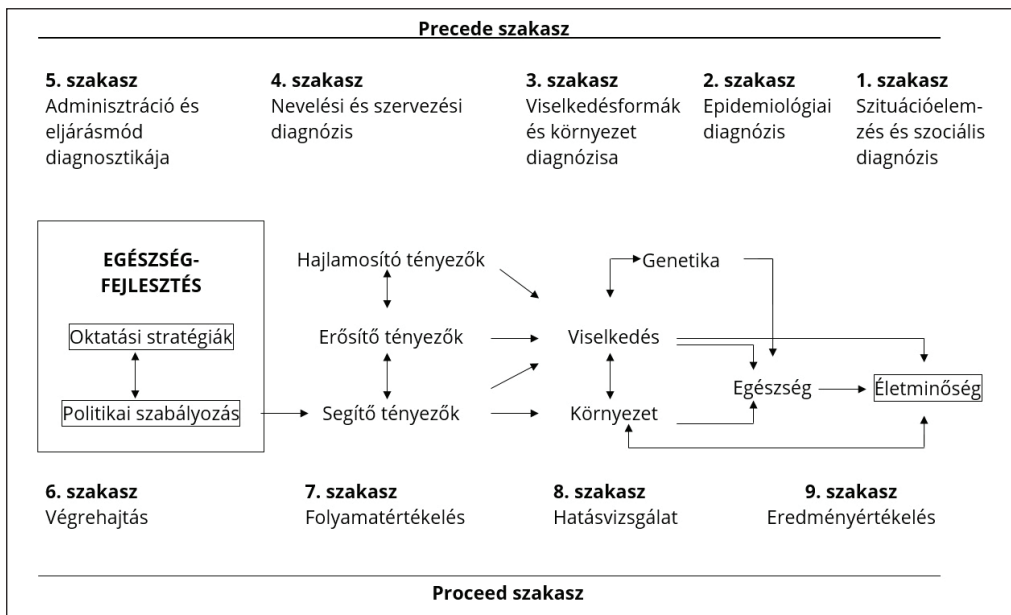 Precede szakasz
5. szakasz
Adminisztráció és
eljárásmód
diagnosztikája
4. szakasz
Nevelési és szervezési
diagnózis
3. szakasz
Viselkedésformák
és környezet
diagnózisa
2. szakasz
Epidemiológiai
diagnózis
1. szakasz
Szituációelem-
zés és szociális
diagnózis
EGÉSZSÉG-
FEJLESZTÉS
Oktatási stratégiák
Politikai szabályozás
Hajlamosító tényezők
Erősítő tényezők
Segítő tényezők
Genetika
Viselkedés
Környezet
Egészség
Életminőség
6. szakasz
Végrehajtás
7. szakasz
Folyamatértékelés
8. szakasz
Hatásvizsgálat
9. szakasz
Eredményértékelés
Proceed szakasz